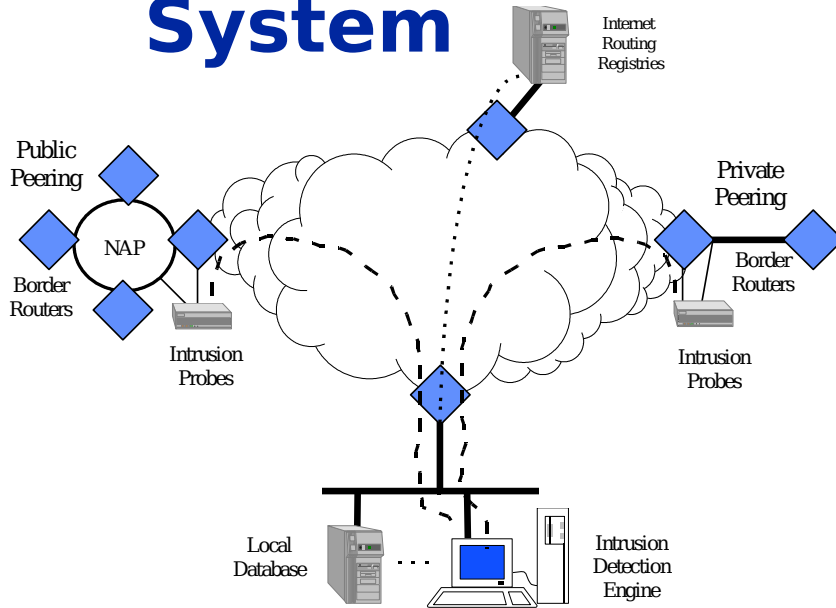 System
Internet
Routing
Registries
Public
Peering
Private
Peering
NAP
Border
Routers
Border
Routers
Intrusion
Probes
Intrusion
Probes
Local
Database
Intrusion
Detection
Engine